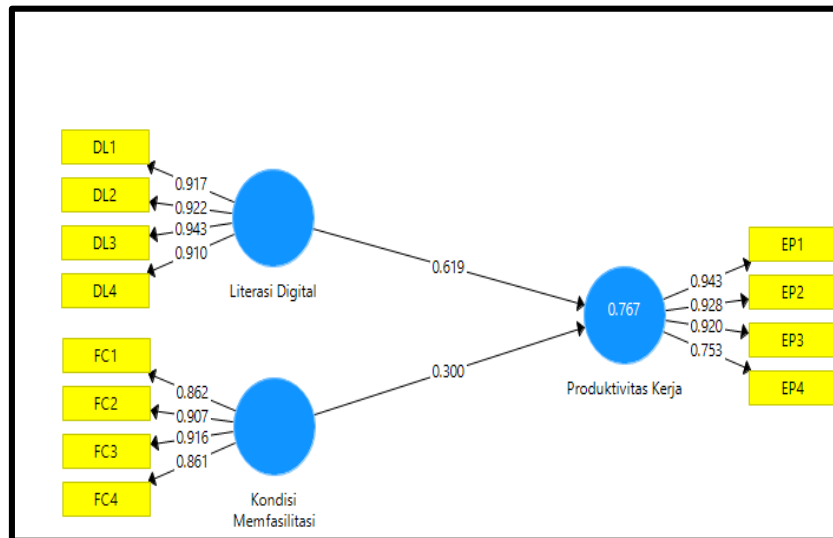 DL1
DL2
DL3
DL4
0.917
0.922
0.943
0.910
Literasi Digital
FC1
FC2
FC3
FC4
0.862
0.907
0.916
0.861
Kondisi
Memfasilitasi
0.619
0.300
0.767
Produktivitas Kerja
0.943
0.928
0.920
0.753
EP1
EP2
EP3
EP4